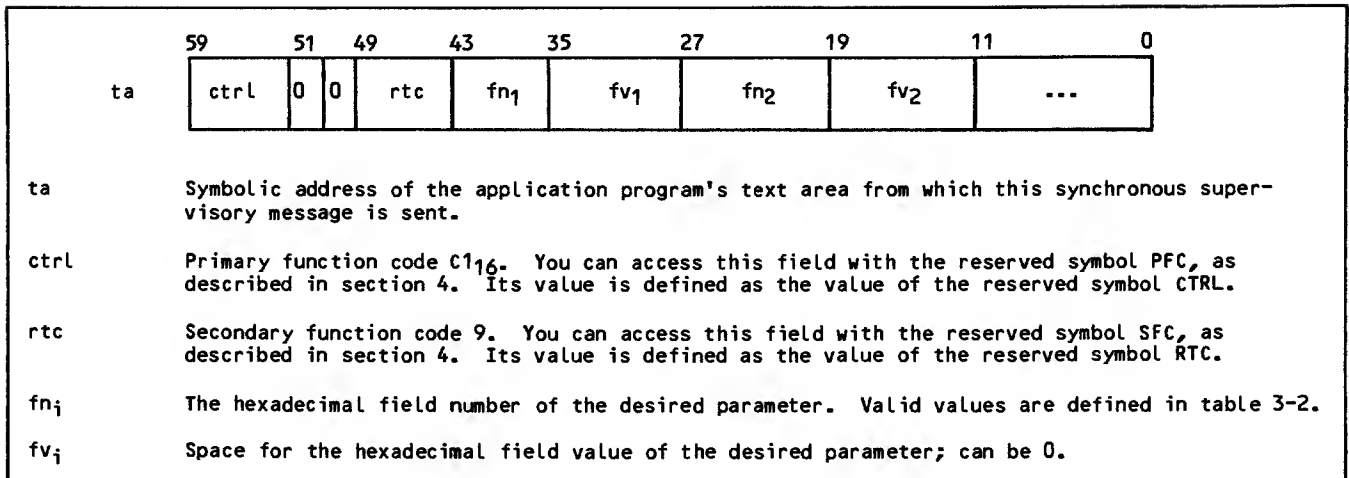 59 51 49 43 35 27 19 11 0
ta ctrl 0 0 rtc fn1 fv1 fn2 fv2 ...
ta Symbolic address of the application program's text area from which this synchronous super-
visory message is sent.
ctrl Primary function code C116. You can access this field with the reserved symbol PFC, as
described in section 4. Its value is defined as the value of the reserved symbol CTRL.
rtc Secondary function code 9. You can access this field with the reserved symbol SFC, as
described in section 4. Its value is defined as the value of the reserved symbol RTC.
fni The hexadecimal field number of the desired parameter. Valid values are defined in table 3-2.
fvi Space for the hexadecimal field value of the desired parameter; can be 0.